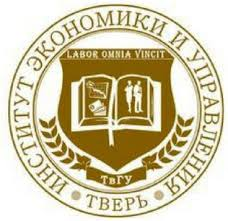 ИНСТИТУТ ЭКОНОМИКИ И УПРАВЛЕНИЯ
LABOR OMNIA VINCIT
ТвГУ
ТВЕРЬ